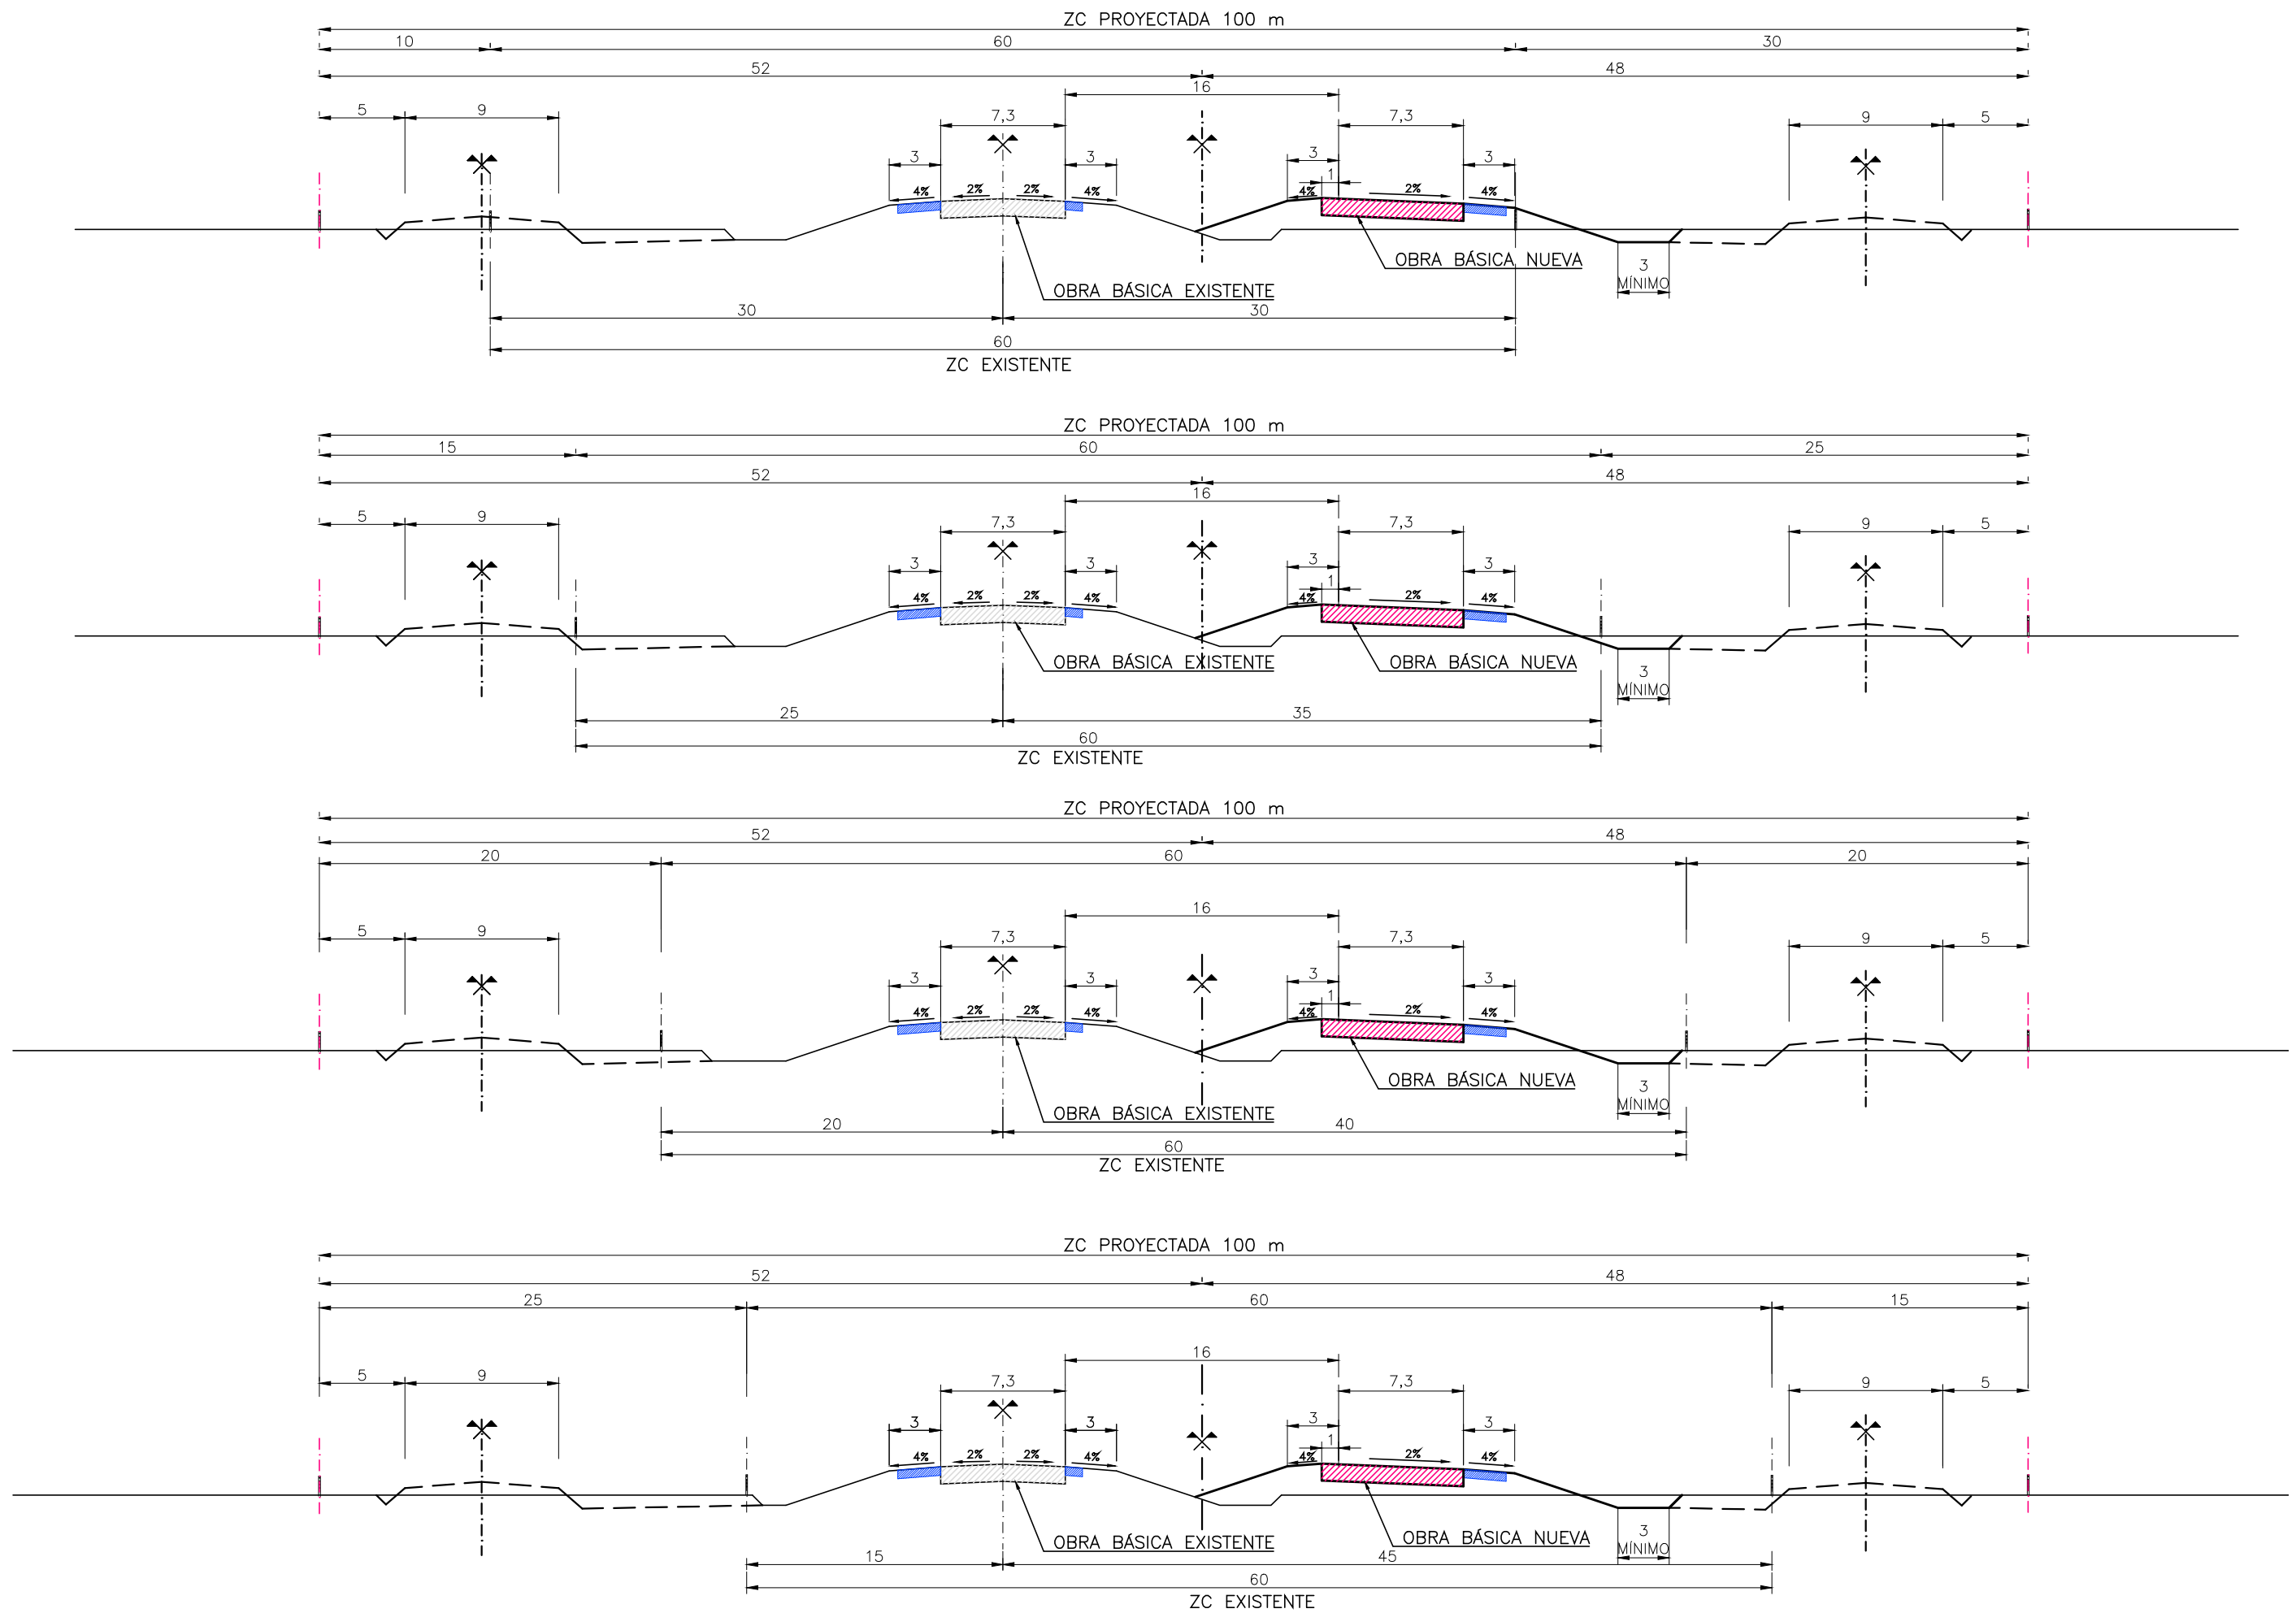 ZC PROYECTADA 100 m
10 60 30
52 48
16
5 9 7,3 7,3 9 5
3 3 3 3
1
4% 2% 2% 4% 4% 2% 4%
OBRA BÁSICA NUEVA
3
MÍNIMO
OBRA BÁSICA EXISTENTE
30 30
60
ZC EXISTENTE
ZC PROYECTADA 100 m
15 60 25
52 48
16
5 9 7,3 7,3 9 5
3 3 3 3
1
4% 2% 2% 4% 4% 2% 4%
OBRA BÁSICA EXISTENTE OBRA BÁSICA NUEVA
3
MÍNIMO
25 35
60
ZC EXISTENTE
ZC PROYECTADA 100 m
52 48
20 60 20
16
5 9 7,3 7,3 9 5
3 3 3 3
1
4% 2% 2% 4% 4% 2% 4%
OBRA BÁSICA NUEVA
3
MÍNIMO
OBRA BÁSICA EXISTENTE
20 40
60
ZC EXISTENTE
ZC PROYECTADA 100 m
52 48
25 60 15
16
5 9 7,3 7,3 9 5
3 3 3 3
1
4% 2% 2% 4% 4% 2% 4%
OBRA BÁSICA EXISTENTE OBRA BÁSICA NUEVA
3
MÍNIMO
15 45
60
ZC EXISTENTE